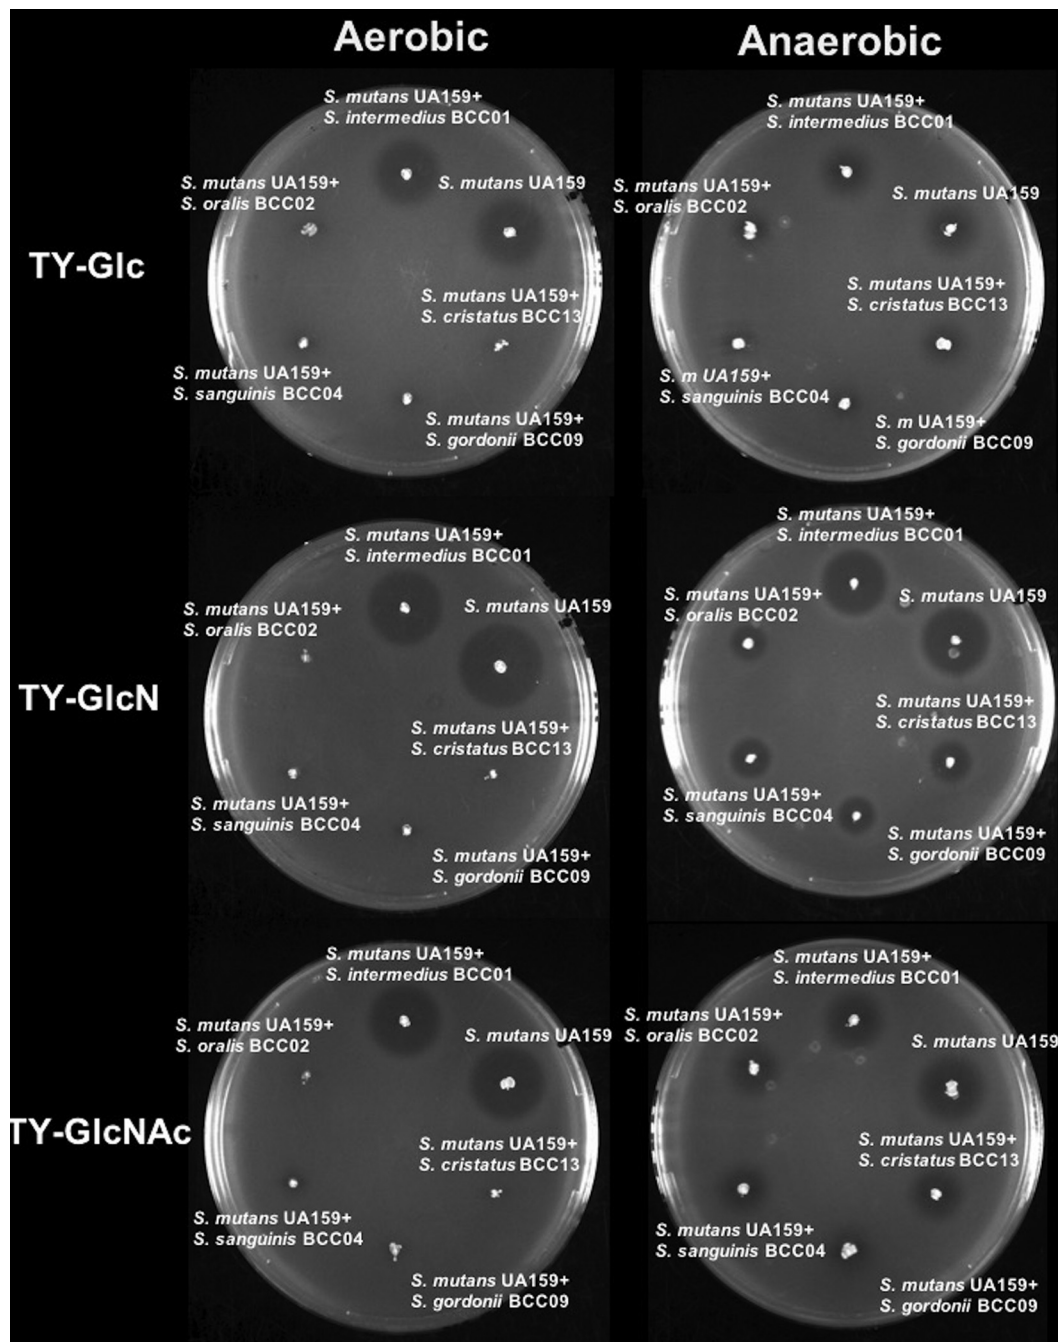 Aerobic
Anaerobic
TY-Glc
S. mutans UA159+
S. intermedius BCC01
S. mutans UA159+
S. oralis BCC02
S. mutans UA159
S. mutans UA159+
S. cristatus BCC13
S. mutans UA159+
S. sanguinis BCC04
S. mutans UA159+
S. gordonii BCC09
S. mutans UA159+
S. intermedius BCC01
S. mutans UA159+
S. oralis BCC02
S. mutans UA159
S. mutans UA159+
S. cristatus BCC13
S. m UA159+
S. sanguinis BCC04
S. m UA159+
S. gordonii BCC09
TY-GlcN
S. mutans UA159+
S. intermedius BCC01
S. mutans UA159+
S. oralis BCC02
S. mutans UA159
S. mutans UA159+
S. cristatus BCC13
S. mutans UA159+
S. sanguinis BCC04
S. mutans UA159+
S. gordonii BCC09
S. mutans UA159+
S. intermedius BCC01
S. mutans UA159+
S. oralis BCC02
S. mutans UA159
S. mutans UA159+
S. cristatus BCC13
S. mutans UA159+
S. sanguinis BCC04
S. mutans UA159+
S. gordonii BCC09
TY-GlcNAc
S. mutans UA159+
S. intermedius BCC01
S. mutans UA159+
S. oralis BCC02
S. mutans UA159
S. mutans UA159+
S. cristatus BCC13
S. mutans UA159+
S. sanguinis BCC04
S. mutans UA159+
S. gordonii BCC09
S. mutans UA159+
S. intermedius BCC01
S. mutans UA159+
S. oralis BCC02
S. mutans UA159
S. mutans UA159+
S. cristatus BCC13
S. mutans UA159+
S. sanguinis BCC04
S. mutans UA159+
S. gordonii BCC09